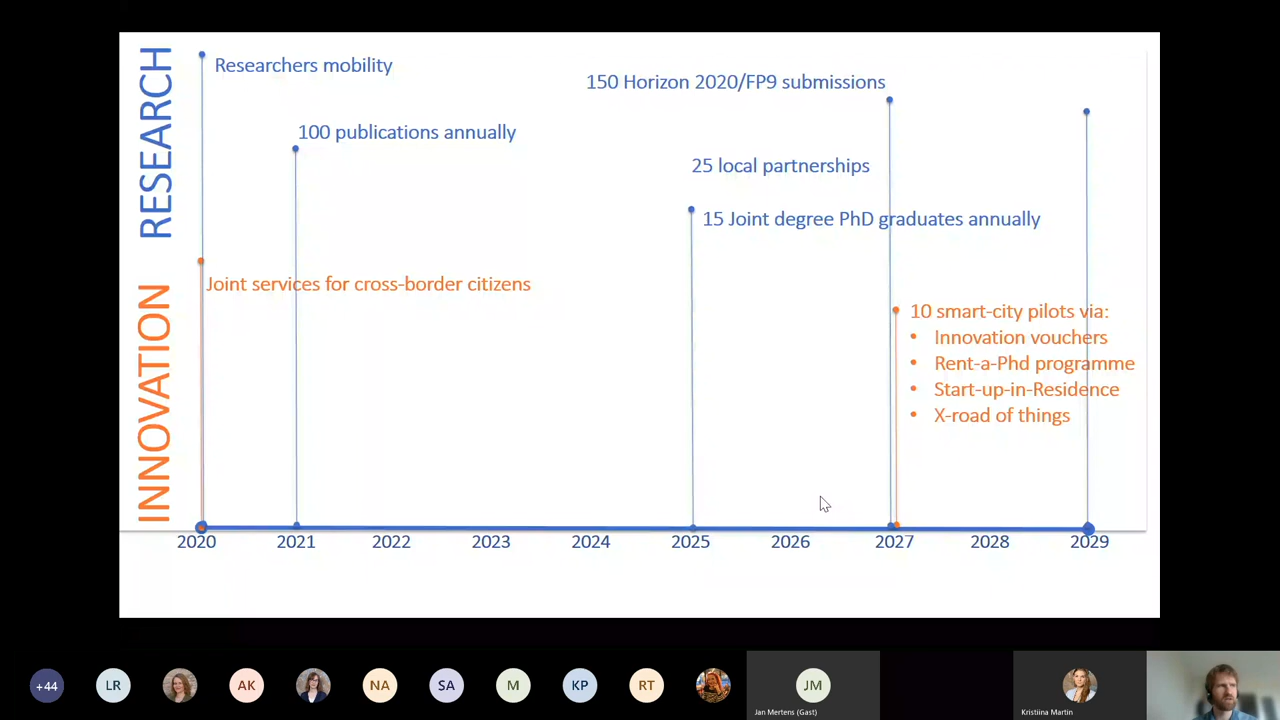 RESEARCH
Researchers mobility
150 Horizon 2020/FP9 submissions
100 publications annually
25 local partnerships
15 Joint degree PhD graduates annually
INNOVATION
Joint services for cross-border citizens
10 smart-city pilots via:
• Innovation vouchers
• Rent-a-Phd programme
• Start-up-in-Residence
• X-road of things
2020 2021 2022 2023 2024 2025 2026 2027 2028 2029
+44 LR AK NA SA M KP RT JM
Jan Mertens (Gast) Kristiina Martin